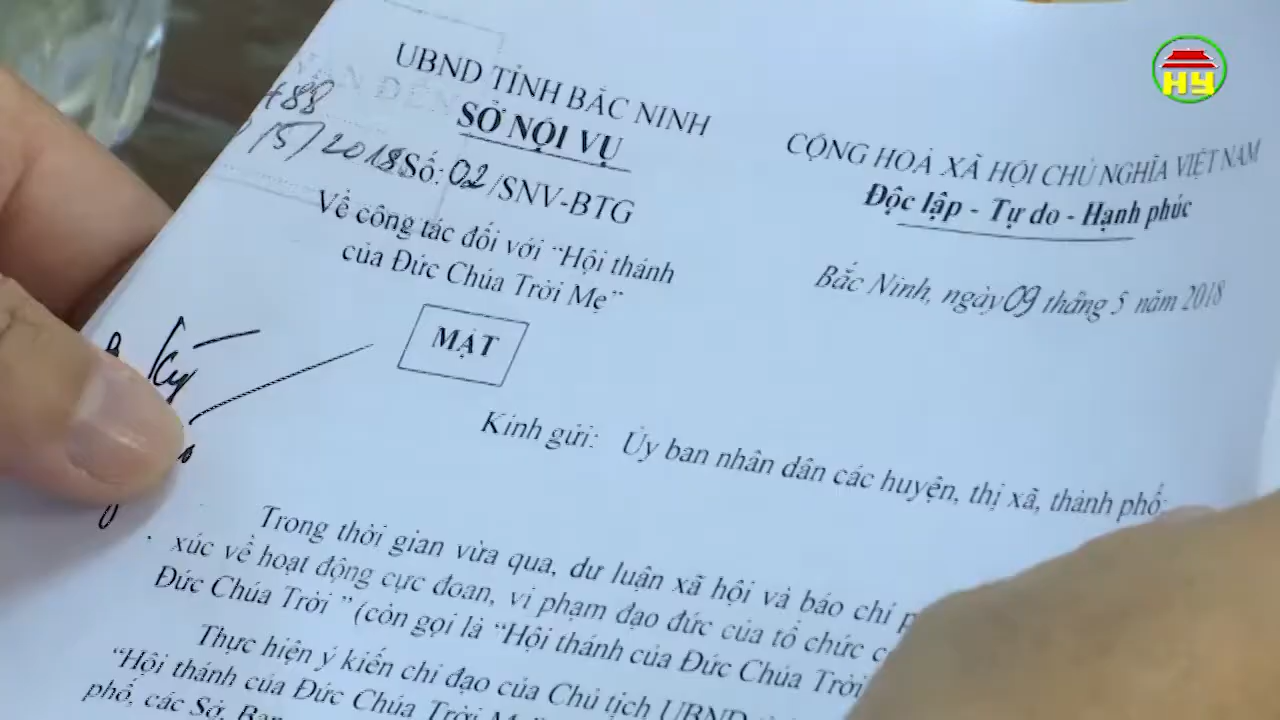 HY
UBND TỈNH BẮC NINH
SỞ NỘI VỤ
488
/5/2018
Số: 02/SNV-BTG
Về công tác đối với “Hội thánh
của Đức Chúa Trời Mẹ”
MẬT
CỘNG HOÀ XÃ HỘI CHỦ NGHĨA VIỆT NAM
Độc lập - Tự do - Hạnh phúc
Bắc Ninh, ngày 09 tháng 5 năm 2018
Kính gửi: Ủy ban nhân dân các huyện, thị xã, thành phố:
Trong thời gian vừa qua, dư luận xã hội và báo chí
xúc về hoạt động cực đoan, vi phạm đạo đức của tổ chức
Đức Chúa Trời ” (còn gọi là “Hội thánh của Đức Chúa Trời
Thực hiện ý kiến chỉ đạo của Chủ tịch UBND
“Hội thánh của Đức Chúa Trời
phố, các Sở, Ban